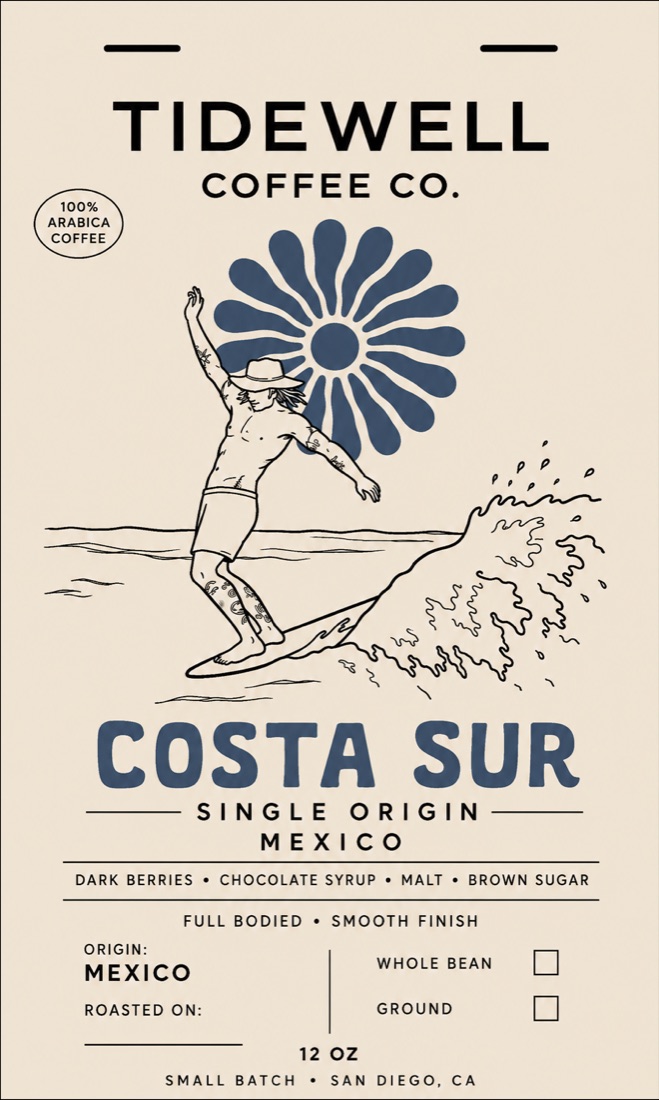 TIDEWELL
COFFEE CO.
100%
ARABICA
COFFEE
COSTA SUR
SINGLE ORIGIN
MEXICO
DARK BERRIES • CHOCOLATE SYRUP • MALT • BROWN SUGAR
FULL BODIED • SMOOTH FINISH
ORIGIN:
MEXICO
ROASTED ON:
WHOLE BEAN
GROUND
12 OZ
SMALL BATCH • SAN DIEGO, CA